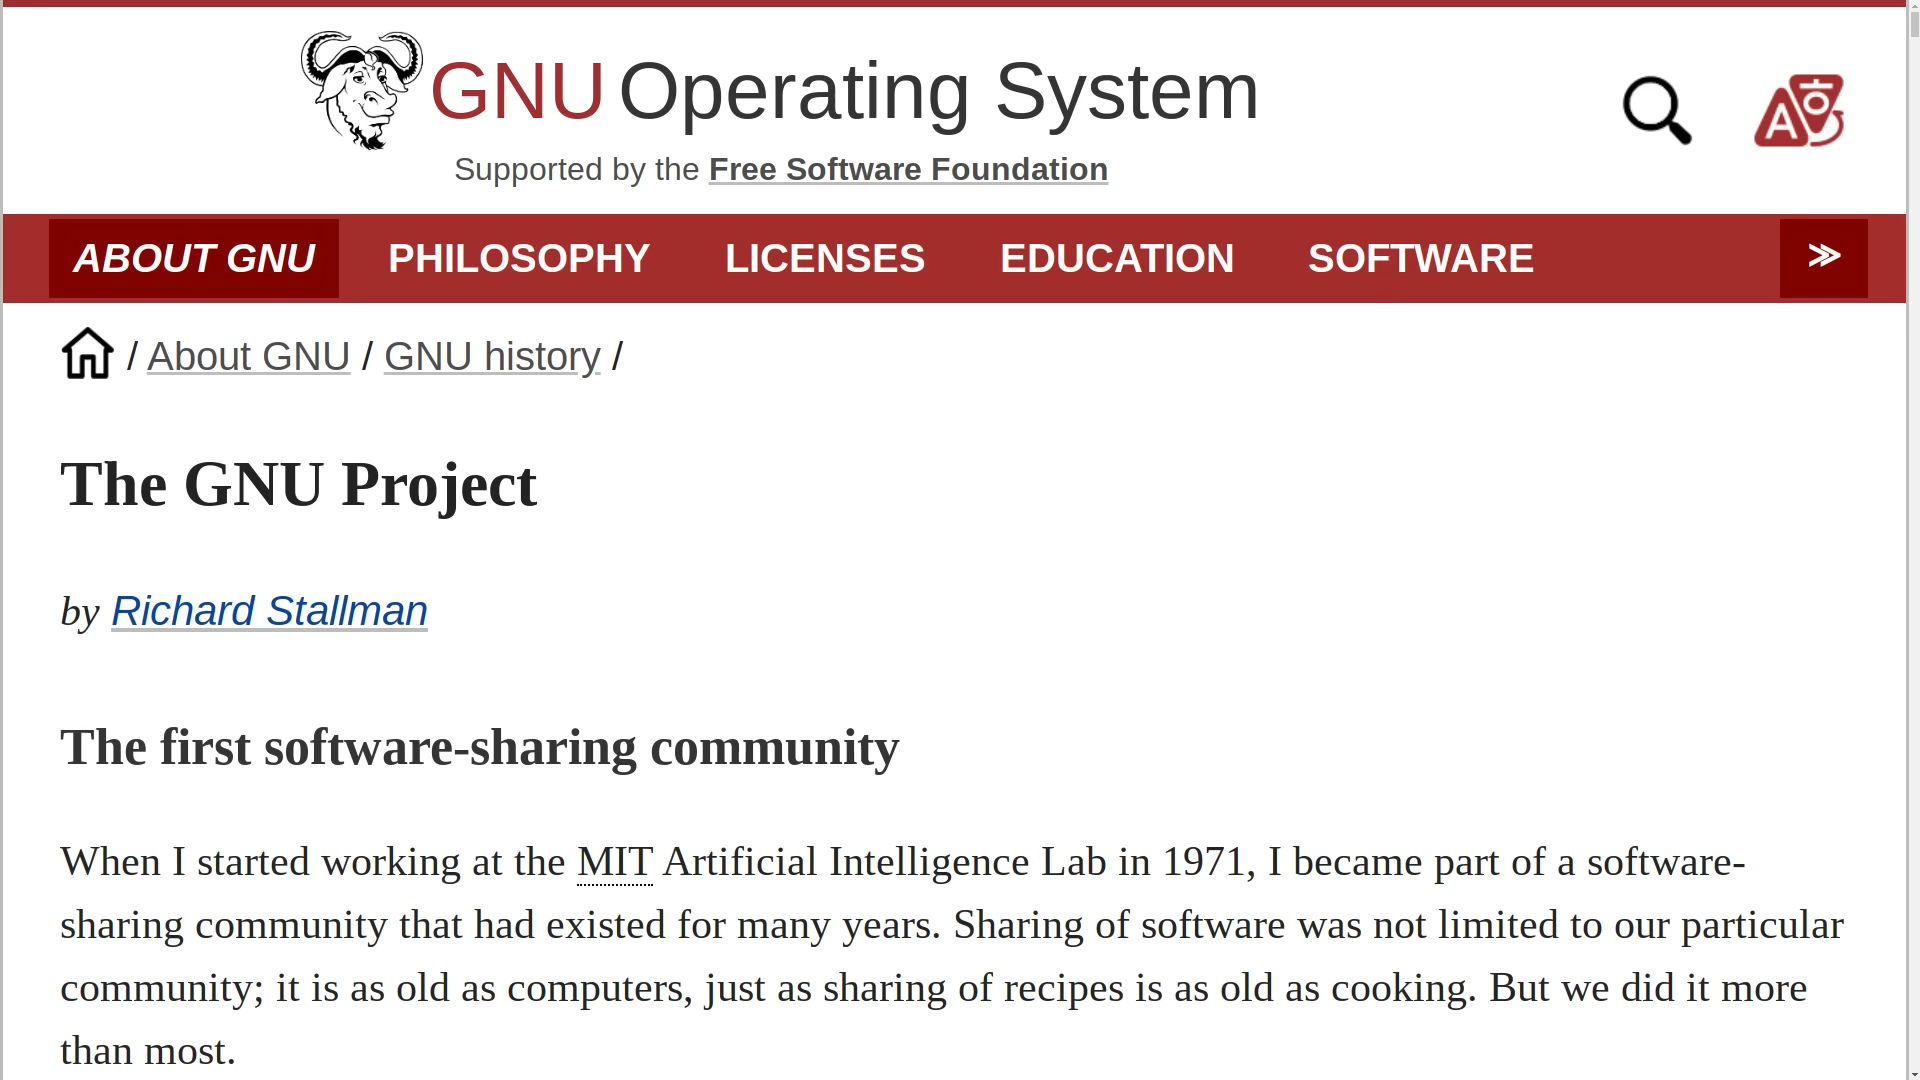 GNU Operating System
Supported by the Free Software Foundation
ABOUT GNU PHILOSOPHY LICENSES EDUCATION SOFTWARE ≫
/ About GNU / GNU history /
The GNU Project
by Richard Stallman
The first software-sharing community
When I started working at the MIT Artificial Intelligence Lab in 1971, I became part of a software-
sharing community that had existed for many years. Sharing of software was not limited to our particular
community; it is as old as computers, just as sharing of recipes is as old as cooking. But we did it more
than most.